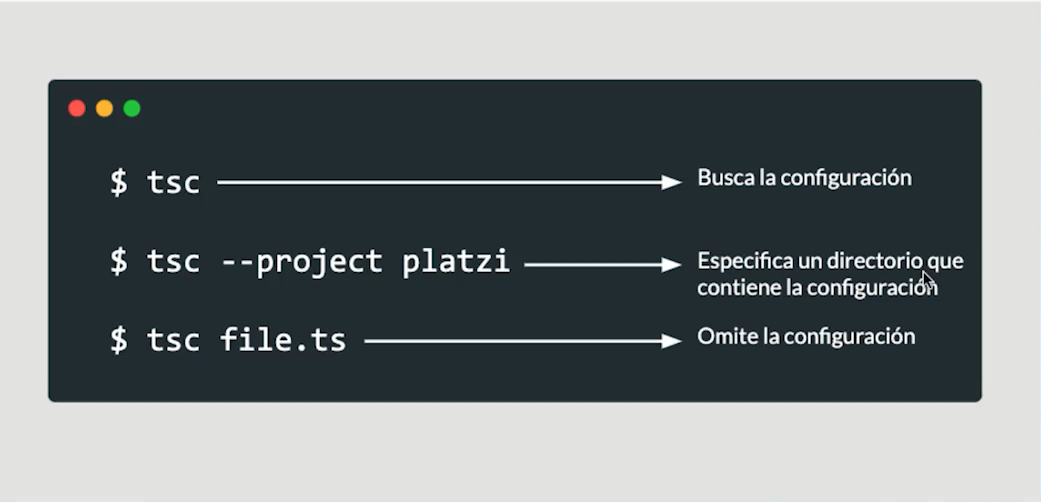 $ tsc Busca la configuración
$ tsc --project platzi Especifica un directorio que
contiene la configuración
$ tsc file.ts Omite la configuración